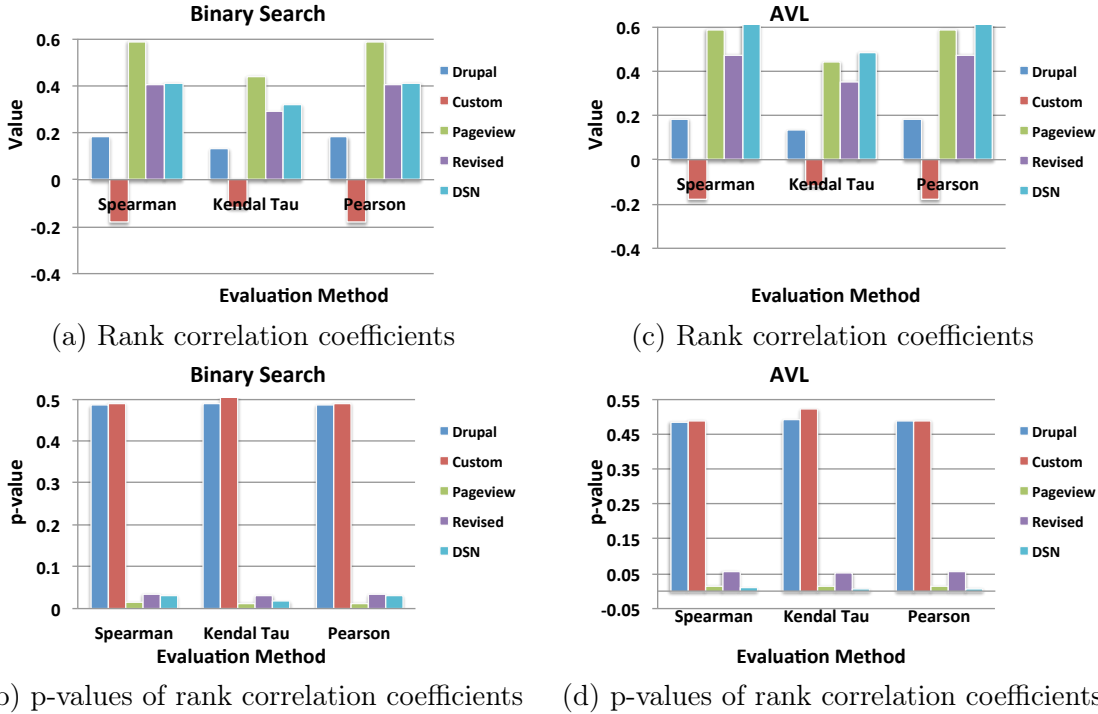 Binary Search
0.6
0.4
0.2
0
-0.2
-0.4
Value
Spearman Kendal Tau Pearson
Evaluation Method
Drupal
Custom
Pageview
Revised
DSN
(a) Rank correlation coefficients
AVL
0.6
0.4
0.2
0
-0.2
-0.4
Value
Spearman Kendal Tau Pearson
Evaluation Method
Drupal
Custom
Pageview
Revised
DSN
(c) Rank correlation coefficients
Binary Search
0.5
0.4
0.3
0.2
0.1
0
p-value
Spearman Kendal Tau Pearson
Evaluation Method
Drupal
Custom
Pageview
Revised
DSN
) p-values of rank correlation coefficients
AVL
0.55
0.45
0.35
0.25
0.15
0.05
-0.05
p-value
Spearman Kendal Tau Pearson
Evaluation Method
Drupal
Custom
Pageview
Revised
DSN
(d) p-values of rank correlation coefficients